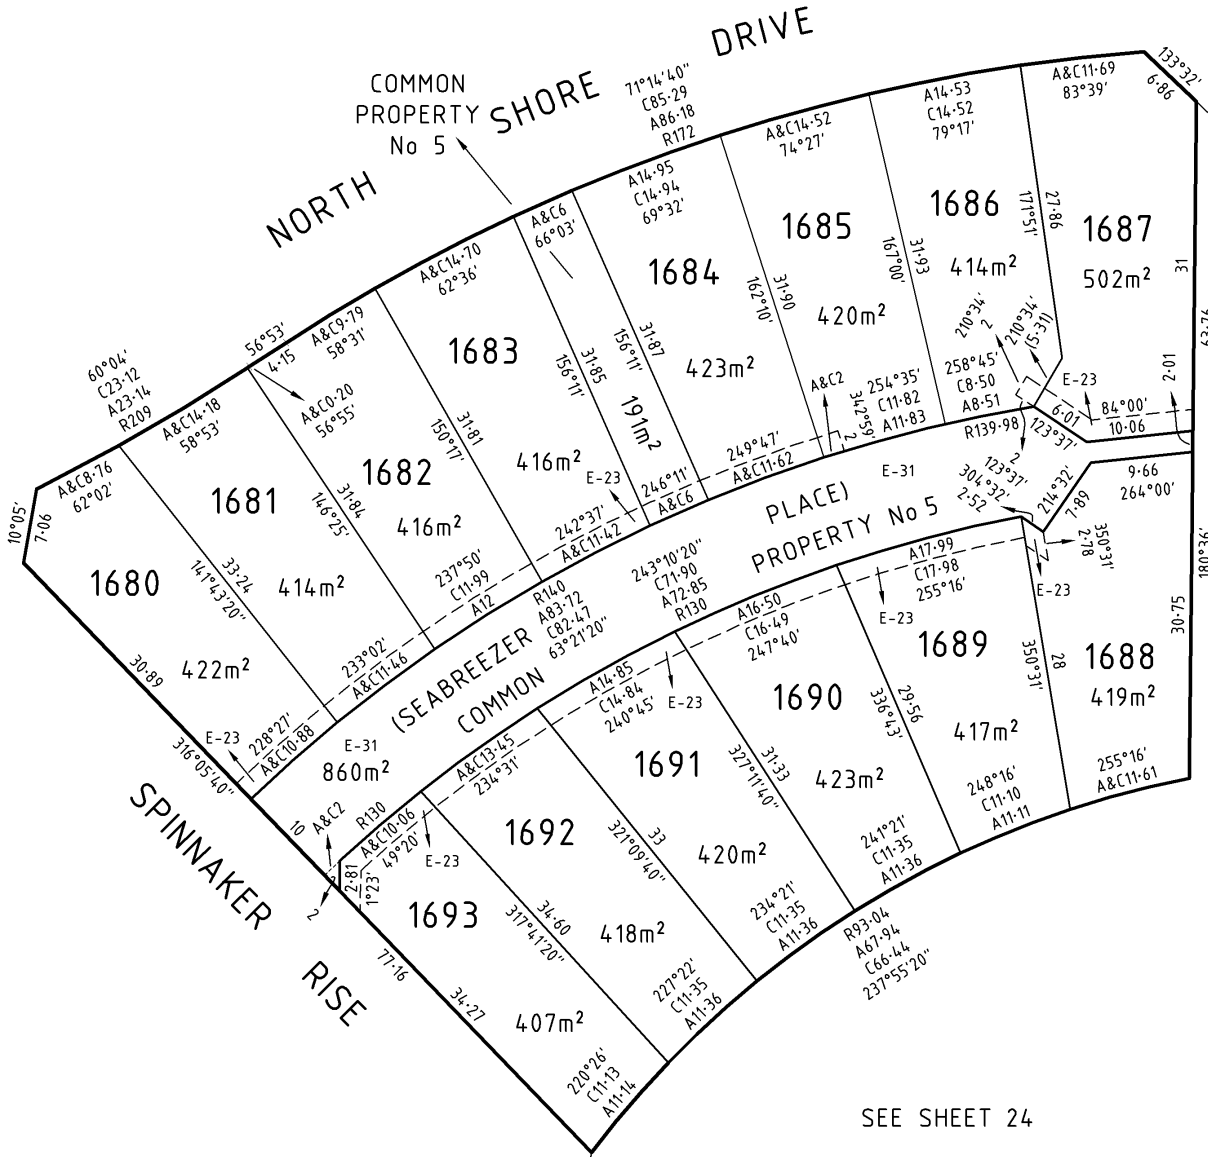 NORTH SHORE DRIVE
COMMON
PROPERTY
No 5
71°14'40"
C85·29
A86·18
R172
A&C11·69
83°39'
133°32'
6·86
A14·53
C14·52
79°17'
A&C14·52
74°27'
A14·95
C14·94
69°32'
A&C6
66°03'
A&C14·70
62°36'
56°53'
4·15
A&C9·79
58°31'
A&C0·20
56°55'
60°04'
C23·12
A23·14
R209
A&C14·18
58°53'
A&C8·76
62°02'
10°05'
7·06
1680
422m²
33·24
141°43'20"
1681
414m²
31·84
146°25'
1682
416m²
31·81
150°17'
1683
416m²
31·85
156°11'
191m²
31·87
156°11'
1684
423m²
31·90
162°10'
1685
420m²
31·93
167°00'
1686
414m²
27·86
171°51'
1687
502m²
31
210°34'
2
210°34'
(5·31)
E-23
2·01
6·01
84°00'
10·06
123°37'
258°45'
C8·50
A8·51
R139·98
254°35'
C11·82
A11·83
A&C2
342°59'
2
249°47'
A&C11·62
246°11'
A&C6
E-23
242°37'
A&C11·42
237°50'
C11·99
A12
233°02'
A&C11·46
228°27'
A&C10·88
E-23
30·89
316°05'40"
SPINNAKER RISE
10
A&C2
2
2·81
1°23'
E-31
860m²
(SEABREEZER PLACE)
COMMON PROPERTY No 5
E-31
R140
A83·72
C82·47
63°21'20"
243°10'20"
C71·90
A72·85
R130
2
123°37'
304°32'
2·52
214°32'
7·89
9·66
264°00'
350°31'
2·78
E-23
180°36'
30·75
1688
419m²
255°16'
A&C11·61
28
350°31'
A17·99
C17·98
255°16'
E-23
1689
417m²
248°16'
C11·10
A11·11
29·56
336°43'
A16·50
C16·49
247°40'
1690
423m²
241°21'
C11·35
A11·36
31·33
327°11'40"
A14·85
C14·84
240°45'
E-23
1691
420m²
234°21'
C11·35
A11·36
33
321°09'40"
A&C13·45
234°31'
1692
418m²
227°22'
C11·35
A11·36
34·60
317°41'20"
R130
A&C10·06
49°20'
E-23
1693
407m²
220°26'
C11·13
A11·14
77·16
34·27
R93·04
A67·94
C66·44
237°55'20"
SEE SHEET 24